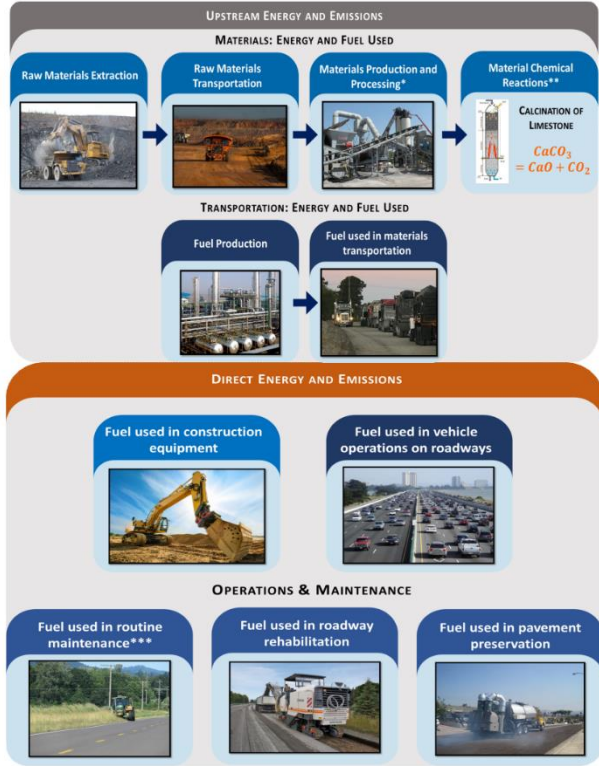 UPSTREAM ENERGY AND EMISSIONS
MATERIALS: ENERGY AND FUEL USED
Raw Materials Extraction
Raw Materials
Transportation
Materials Production and
Processing*
Material Chemical
Reactions**
CALCINATION OF
LIMESTONE
CaCO₃
= CaO + CO₂
TRANSPORTATION: ENERGY AND FUEL USED
Fuel Production
Fuel used in materials
transportation
DIRECT ENERGY AND EMISSIONS
Fuel used in construction
equipment
Fuel used in vehicle
operations on roadways
OPERATIONS & MAINTENANCE
Fuel used in routine
maintenance***
Fuel used in roadway
rehabilitation
Fuel used in pavement
preservation